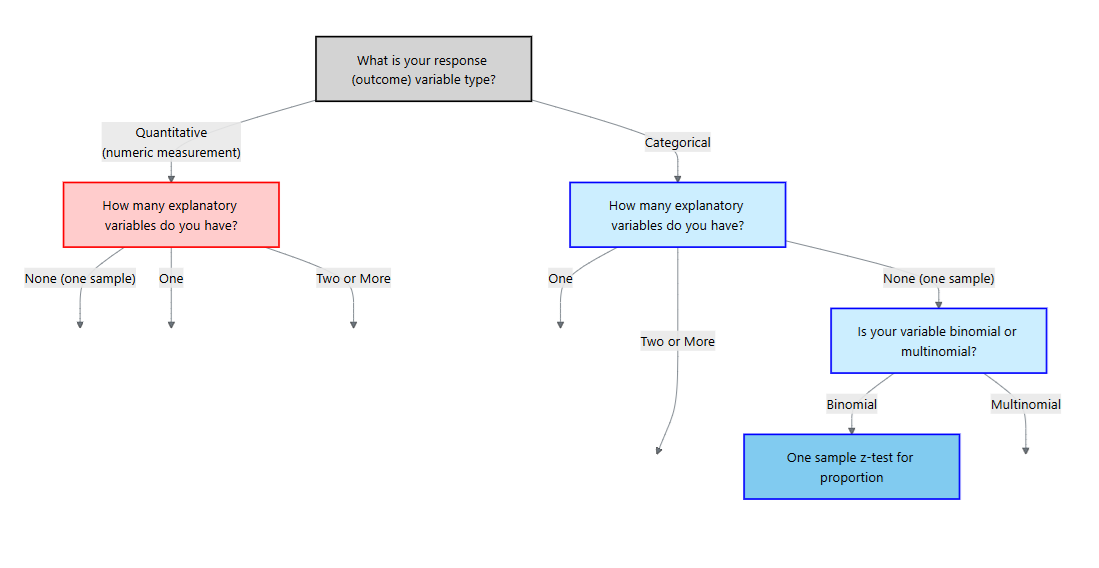 What is your response
(outcome) variable type?
Quantitative
(numeric measurement)
Categorical
How many explanatory
variables do you have?
How many explanatory
variables do you have?
None (one sample)
One
Two or More
One
None (one sample)
Two or More
Is your variable binomial or
multinomial?
Binomial
Multinomial
One sample z-test for
proportion